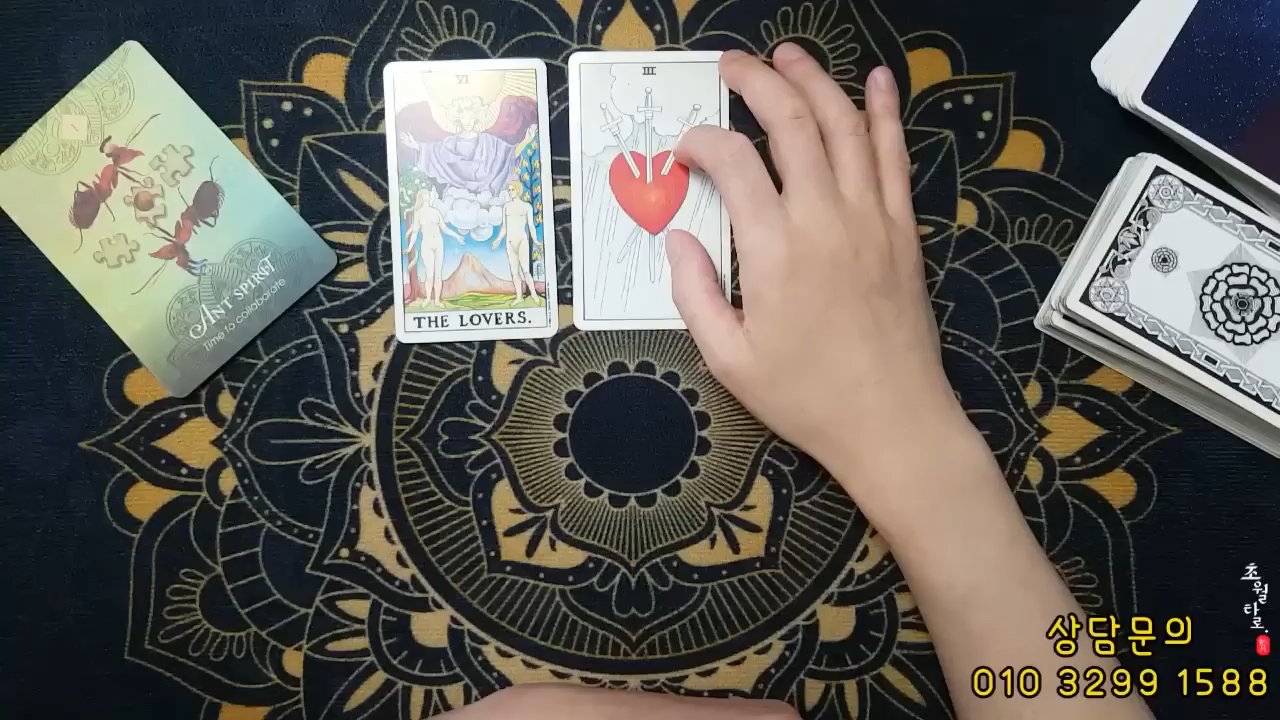 ANT SPIRIT
Time to collaborate
VI
THE LOVERS.
III
초월타로.
상담문의
010 3299 1588